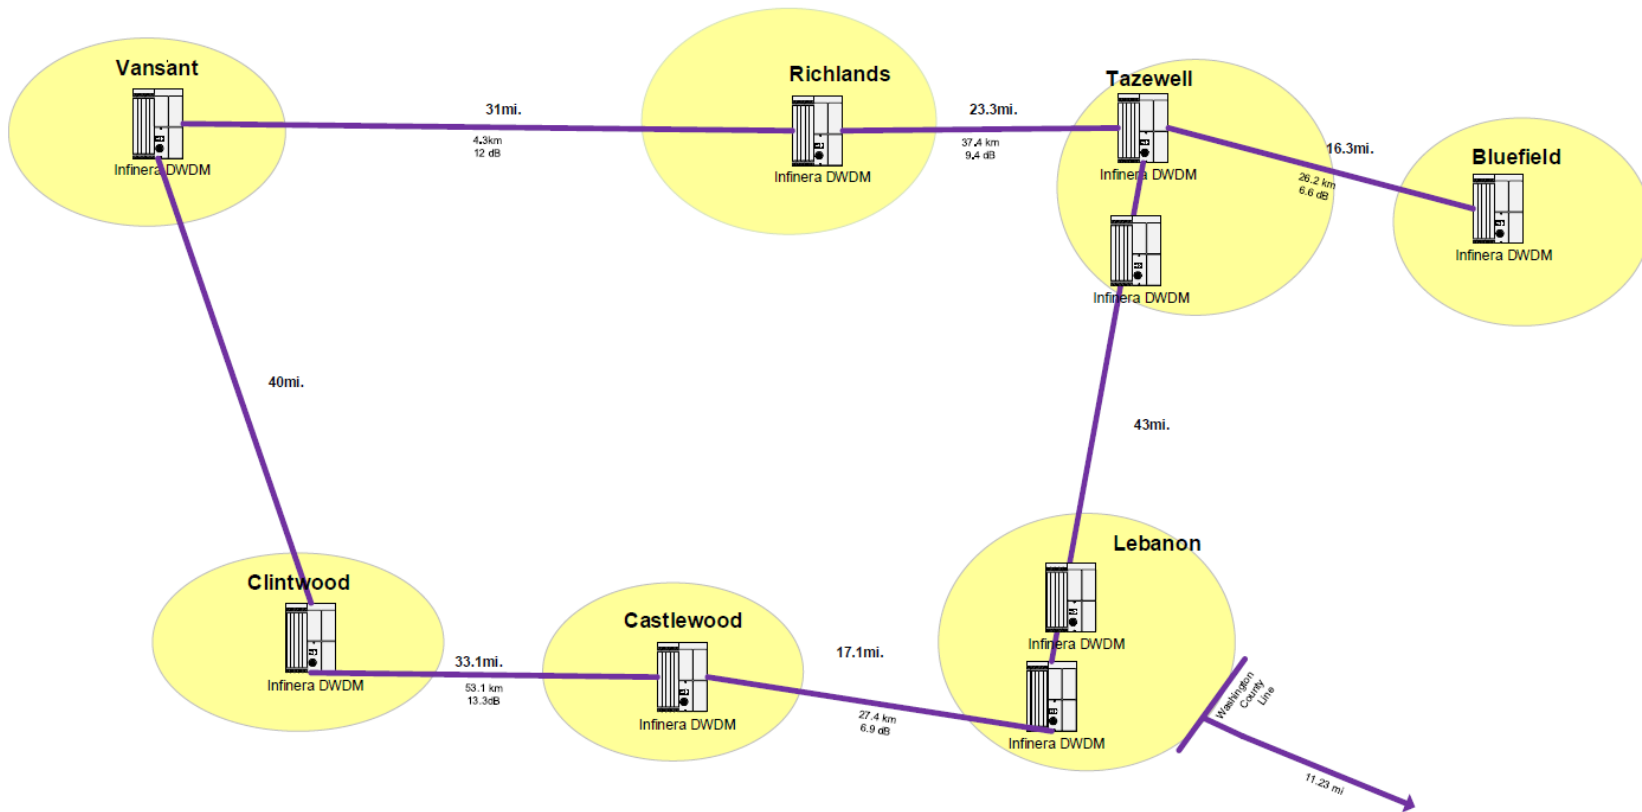 Vansant
Infinera DWDM
31mi.
4.3km
12 dB
Richlands
Infinera DWDM
23.3mi.
37.4 km
9.4 dB
Tazewell
Infinera DWDM
Infinera DWDM
16.3mi.
26.2 km
6.6 dB
Bluefield
Infinera DWDM
40mi.
43mi.
Clintwood
Infinera DWDM
33.1mi.
53.1 km
13.3dB
Castlewood
Infinera DWDM
17.1mi.
27.4 km
6.9 dB
Lebanon
Infinera DWDM
Infinera DWDM
Washington
County
Line
11.23 mi